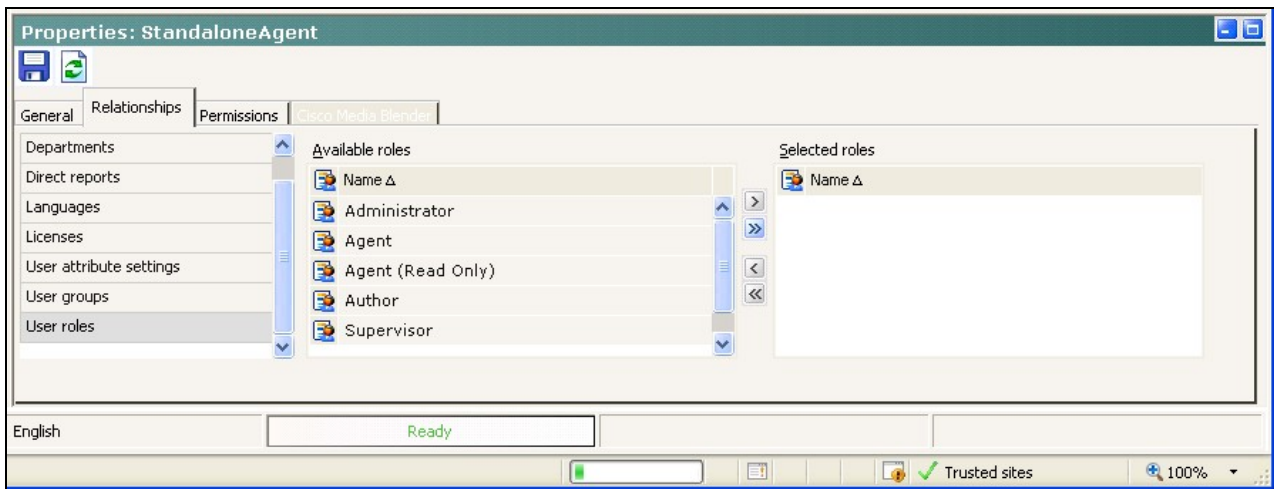 Properties: StandaloneAgent
General Relationships Permissions Cisco Media Blender
Departments
Direct reports
Languages
Licenses
User attribute settings
User groups
User roles
Available roles
Name Δ
Administrator
Agent
Agent (Read Only)
Author
Supervisor
Selected roles
Name Δ
English Ready
Trusted sites 100%